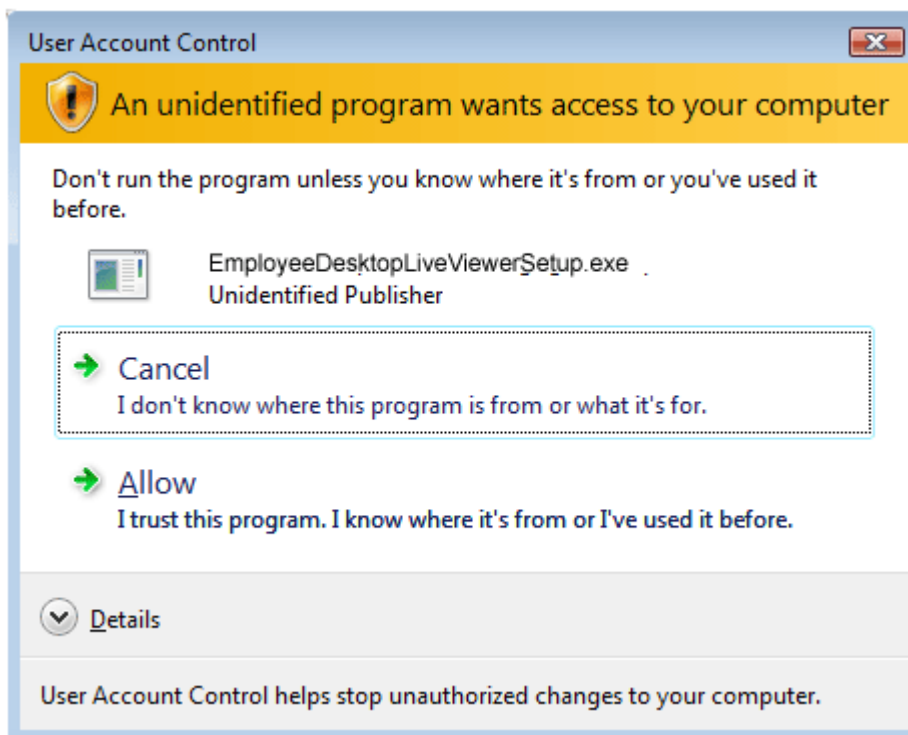 User Account Control
An unidentified program wants access to your computer
Don't run the program unless you know where it's from or you've used it
before.
EmployeeDesktopLiveViewerSetup.exe .
Unidentified Publisher
Cancel
I don't know where this program is from or what it's for.
Allow
I trust this program. I know where it's from or I've used it before.
Details
User Account Control helps stop unauthorized changes to your computer.